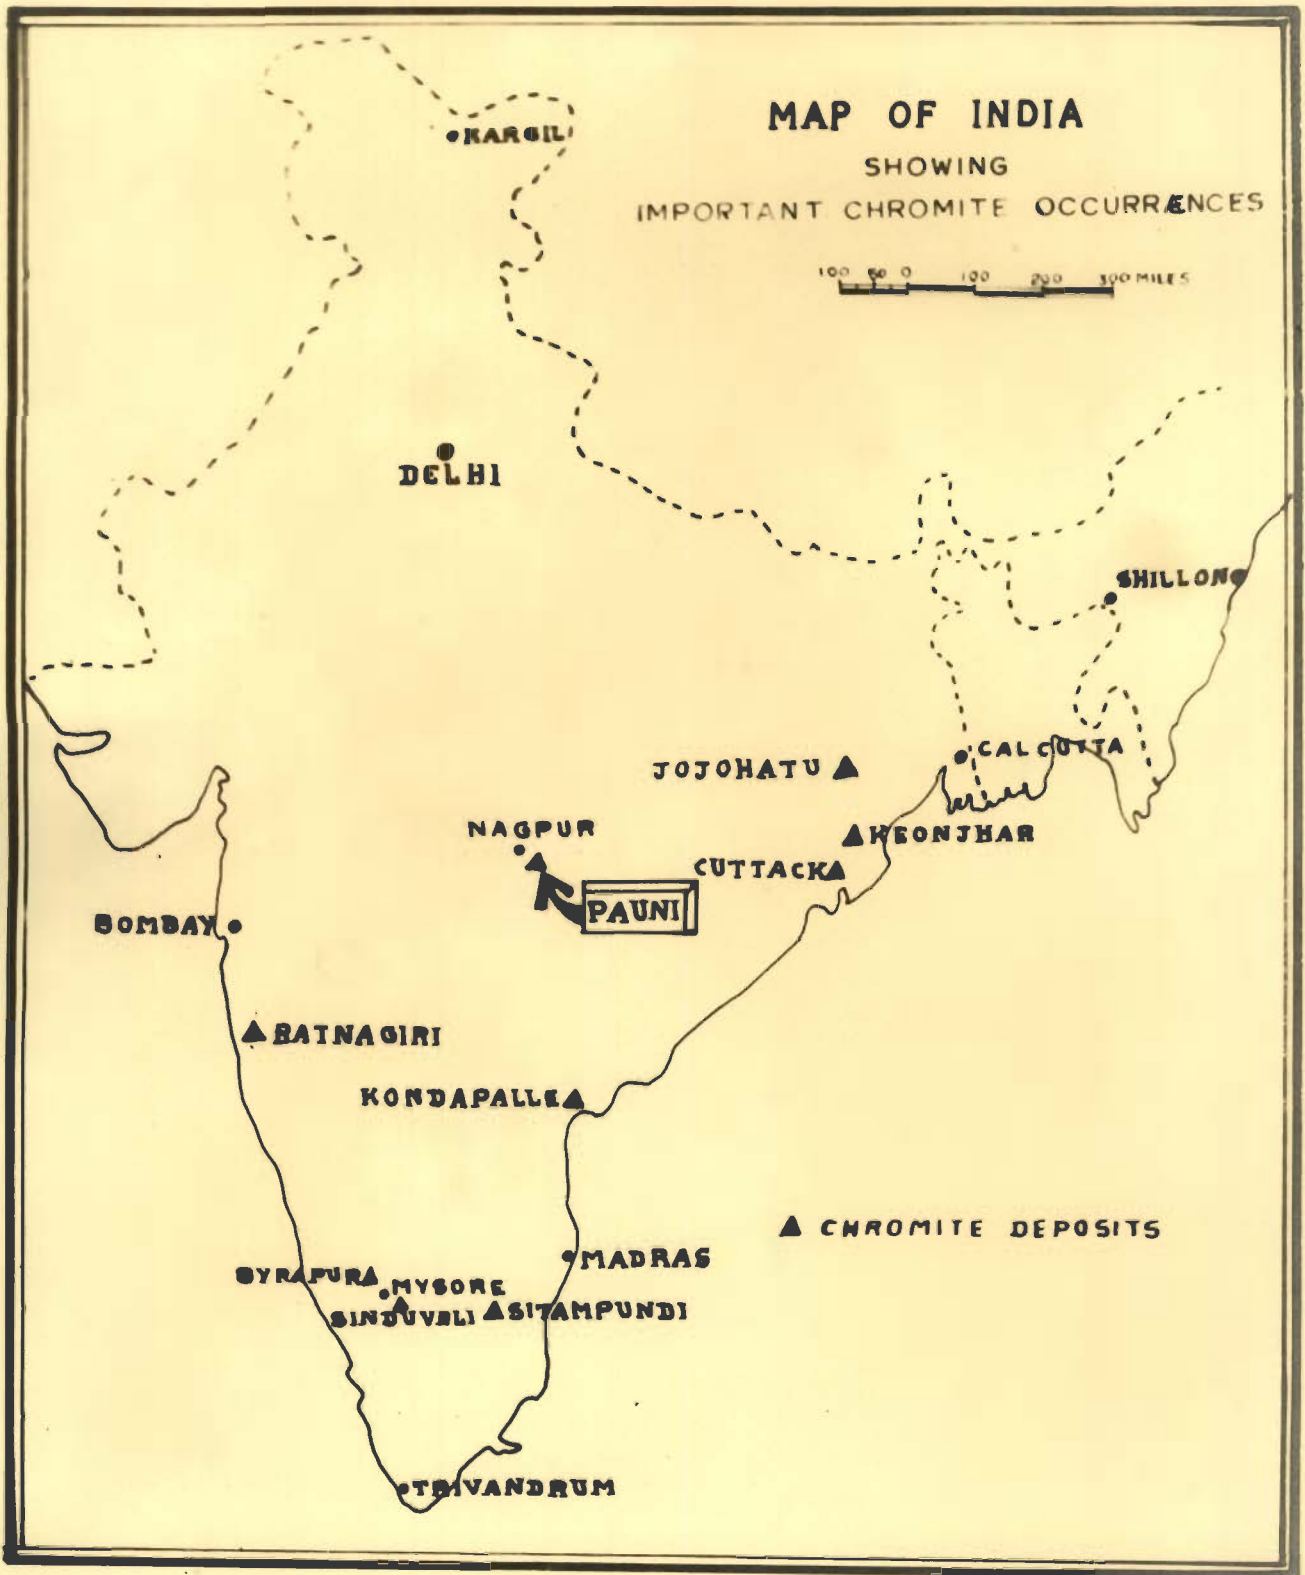 MAP OF INDIA
SHOWING
IMPORTANT CHROMITE OCCURRÆNCES
100 50 0 100 200 300 MILES
KARGIL
DELHI
SHILLONG
CALCUTTA
JOJOHATU
NAGPUR
KEONJHAR
CUTTACK
PAUNI
BOMBAY
RATNAGIRI
KONDAPALLE
CHROMITE DEPOSITS
MADRAS
BYRAPUR
MYSORE
SINDUVALI
SITAMPUNDI
TRIVANDRUM